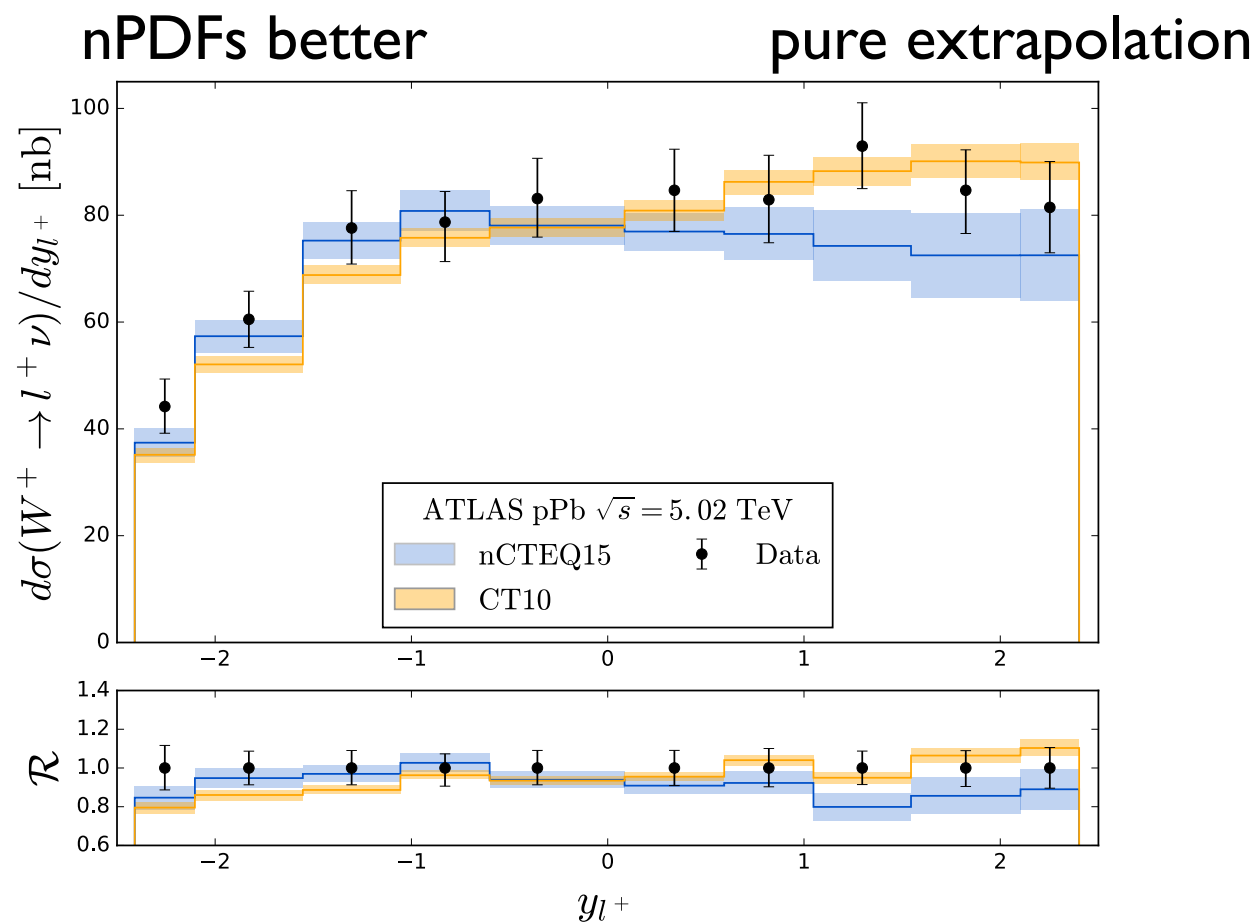 nPDFs better pure extrapolation
dσ(W⁺ → l⁺ ν)/dy_{l⁺} [nb]
100
80
60
40
20
0
ATLAS pPb √s = 5.02 TeV
nCTEQ15 Data
CT10
−2 −1 0 1 2
R
1.4
1.2
1.0
0.8
0.6
−2 −1 0 1 2
y_{l⁺}